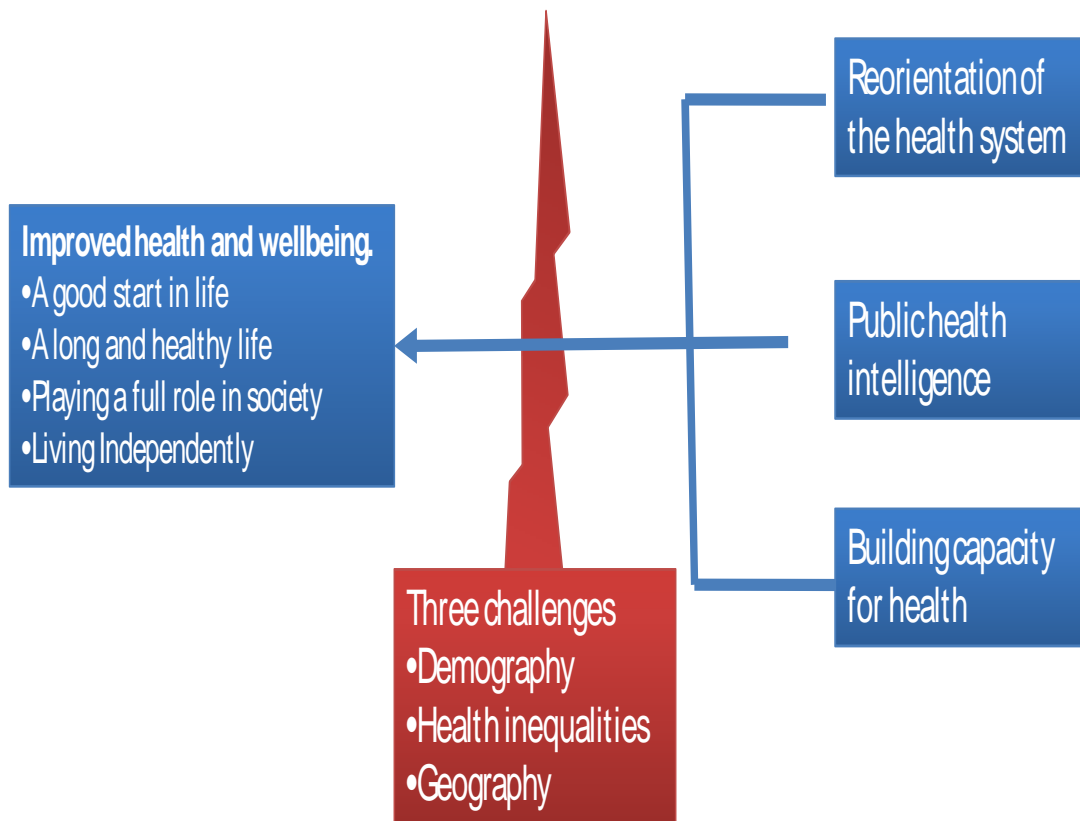 Improved health and wellbeing.
•A good start in life
•A long and healthy life
•Playing a full role in society
•Living Independently
Three challenges
•Demography
•Health inequalities
•Geography
Reorientation of
the health system
Public health
intelligence
Building capacity
for health